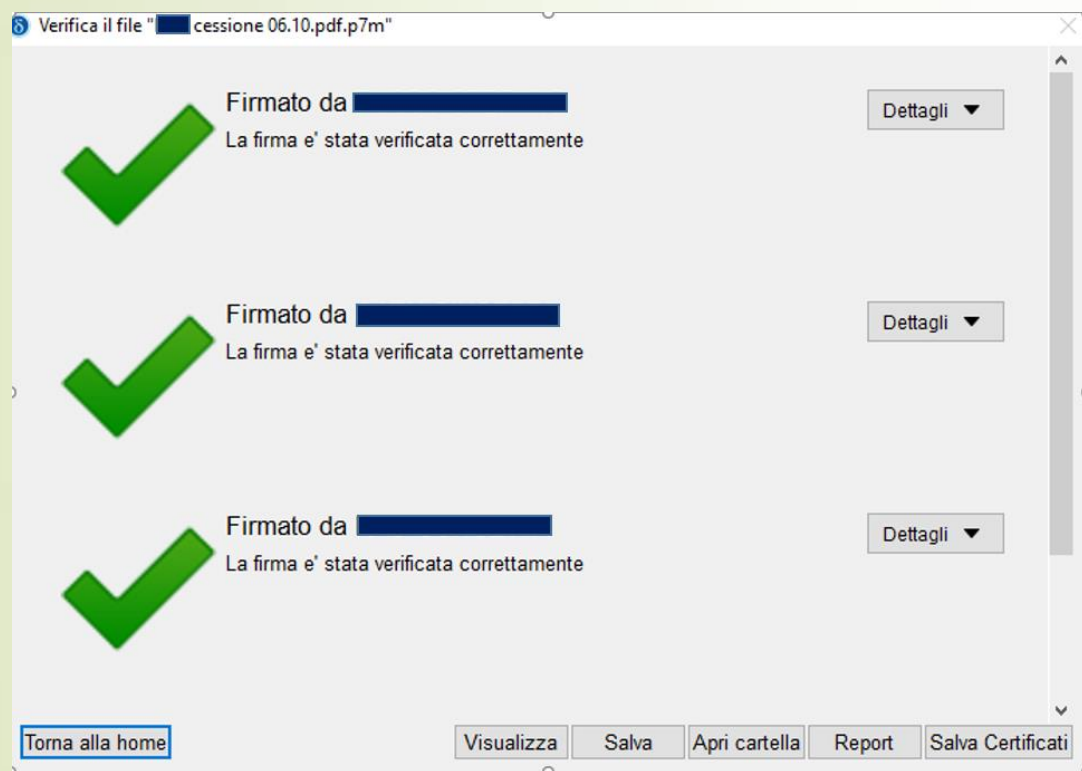 Verifica il file " cessione 06.10.pdf.p7m"
Firmato da
Dettagli
La firma e' stata verificata correttamente
Firmato da
Dettagli
La firma e' stata verificata correttamente
Firmato da
Dettagli
La firma e' stata verificata correttamente
Torna alla home
Visualizza
Salva
Apri cartella
Report
Salva Certificati